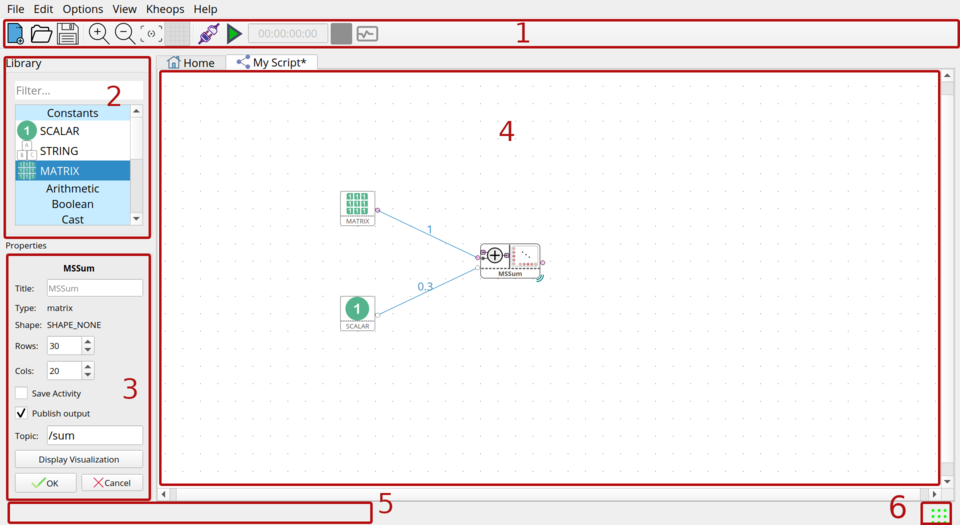 File Edit Options View Kheops Help
00:00:00:00
1
Library
Home My Script*
Filter...
2
Constants
1 SCALAR
A
B C STRING
MATRIX
Arithmetic
Boolean
Cast
4
MATRIX
1
MSSum
0.3
1
SCALAR
Properties
MSSum
Title: MSSum
Type: matrix
Shape: SHAPE_NONE
Rows: 30
Cols: 20
3
Save Activity
Publish output
Topic: /sum
Display Visualization
OK Cancel
5
6